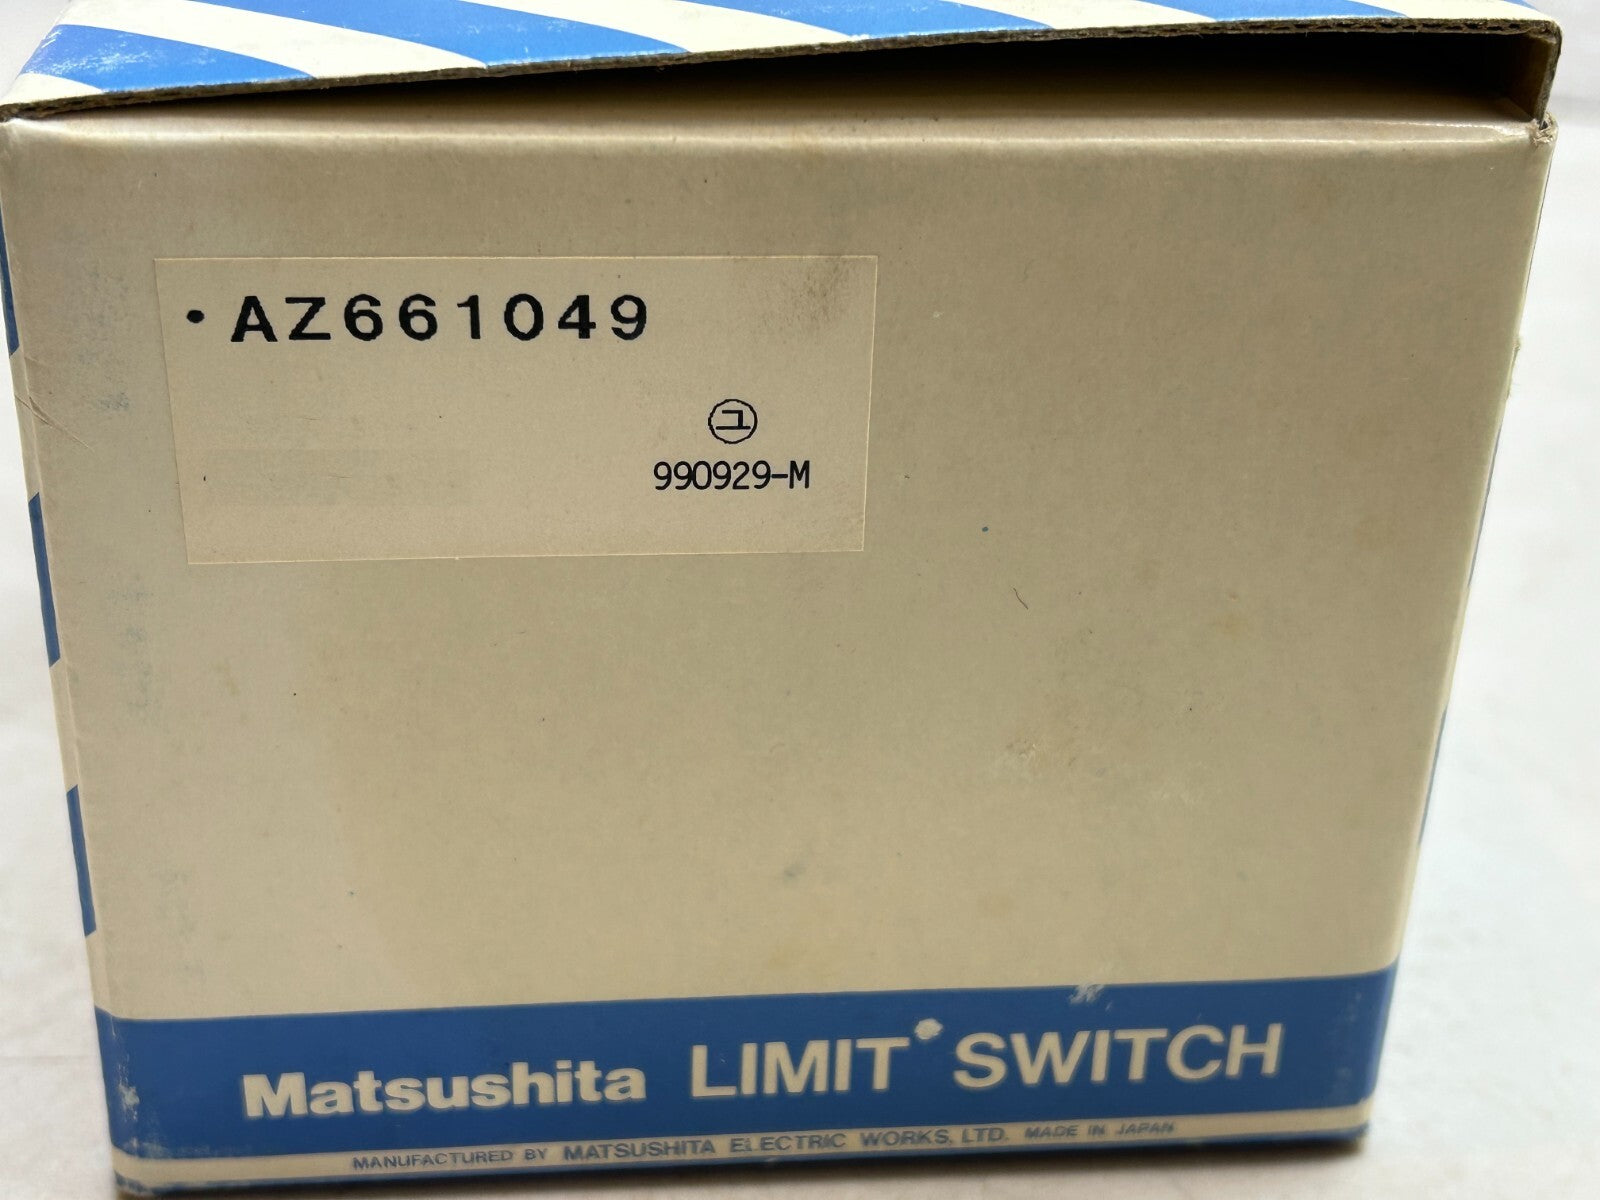 ·AZ661049
ユ
990929-M
Matsushita LIMIT SWITCH
MANUFACTURED BY MATSUSHITA ELECTRIC WORKS, LTD. MADE IN JAPAN